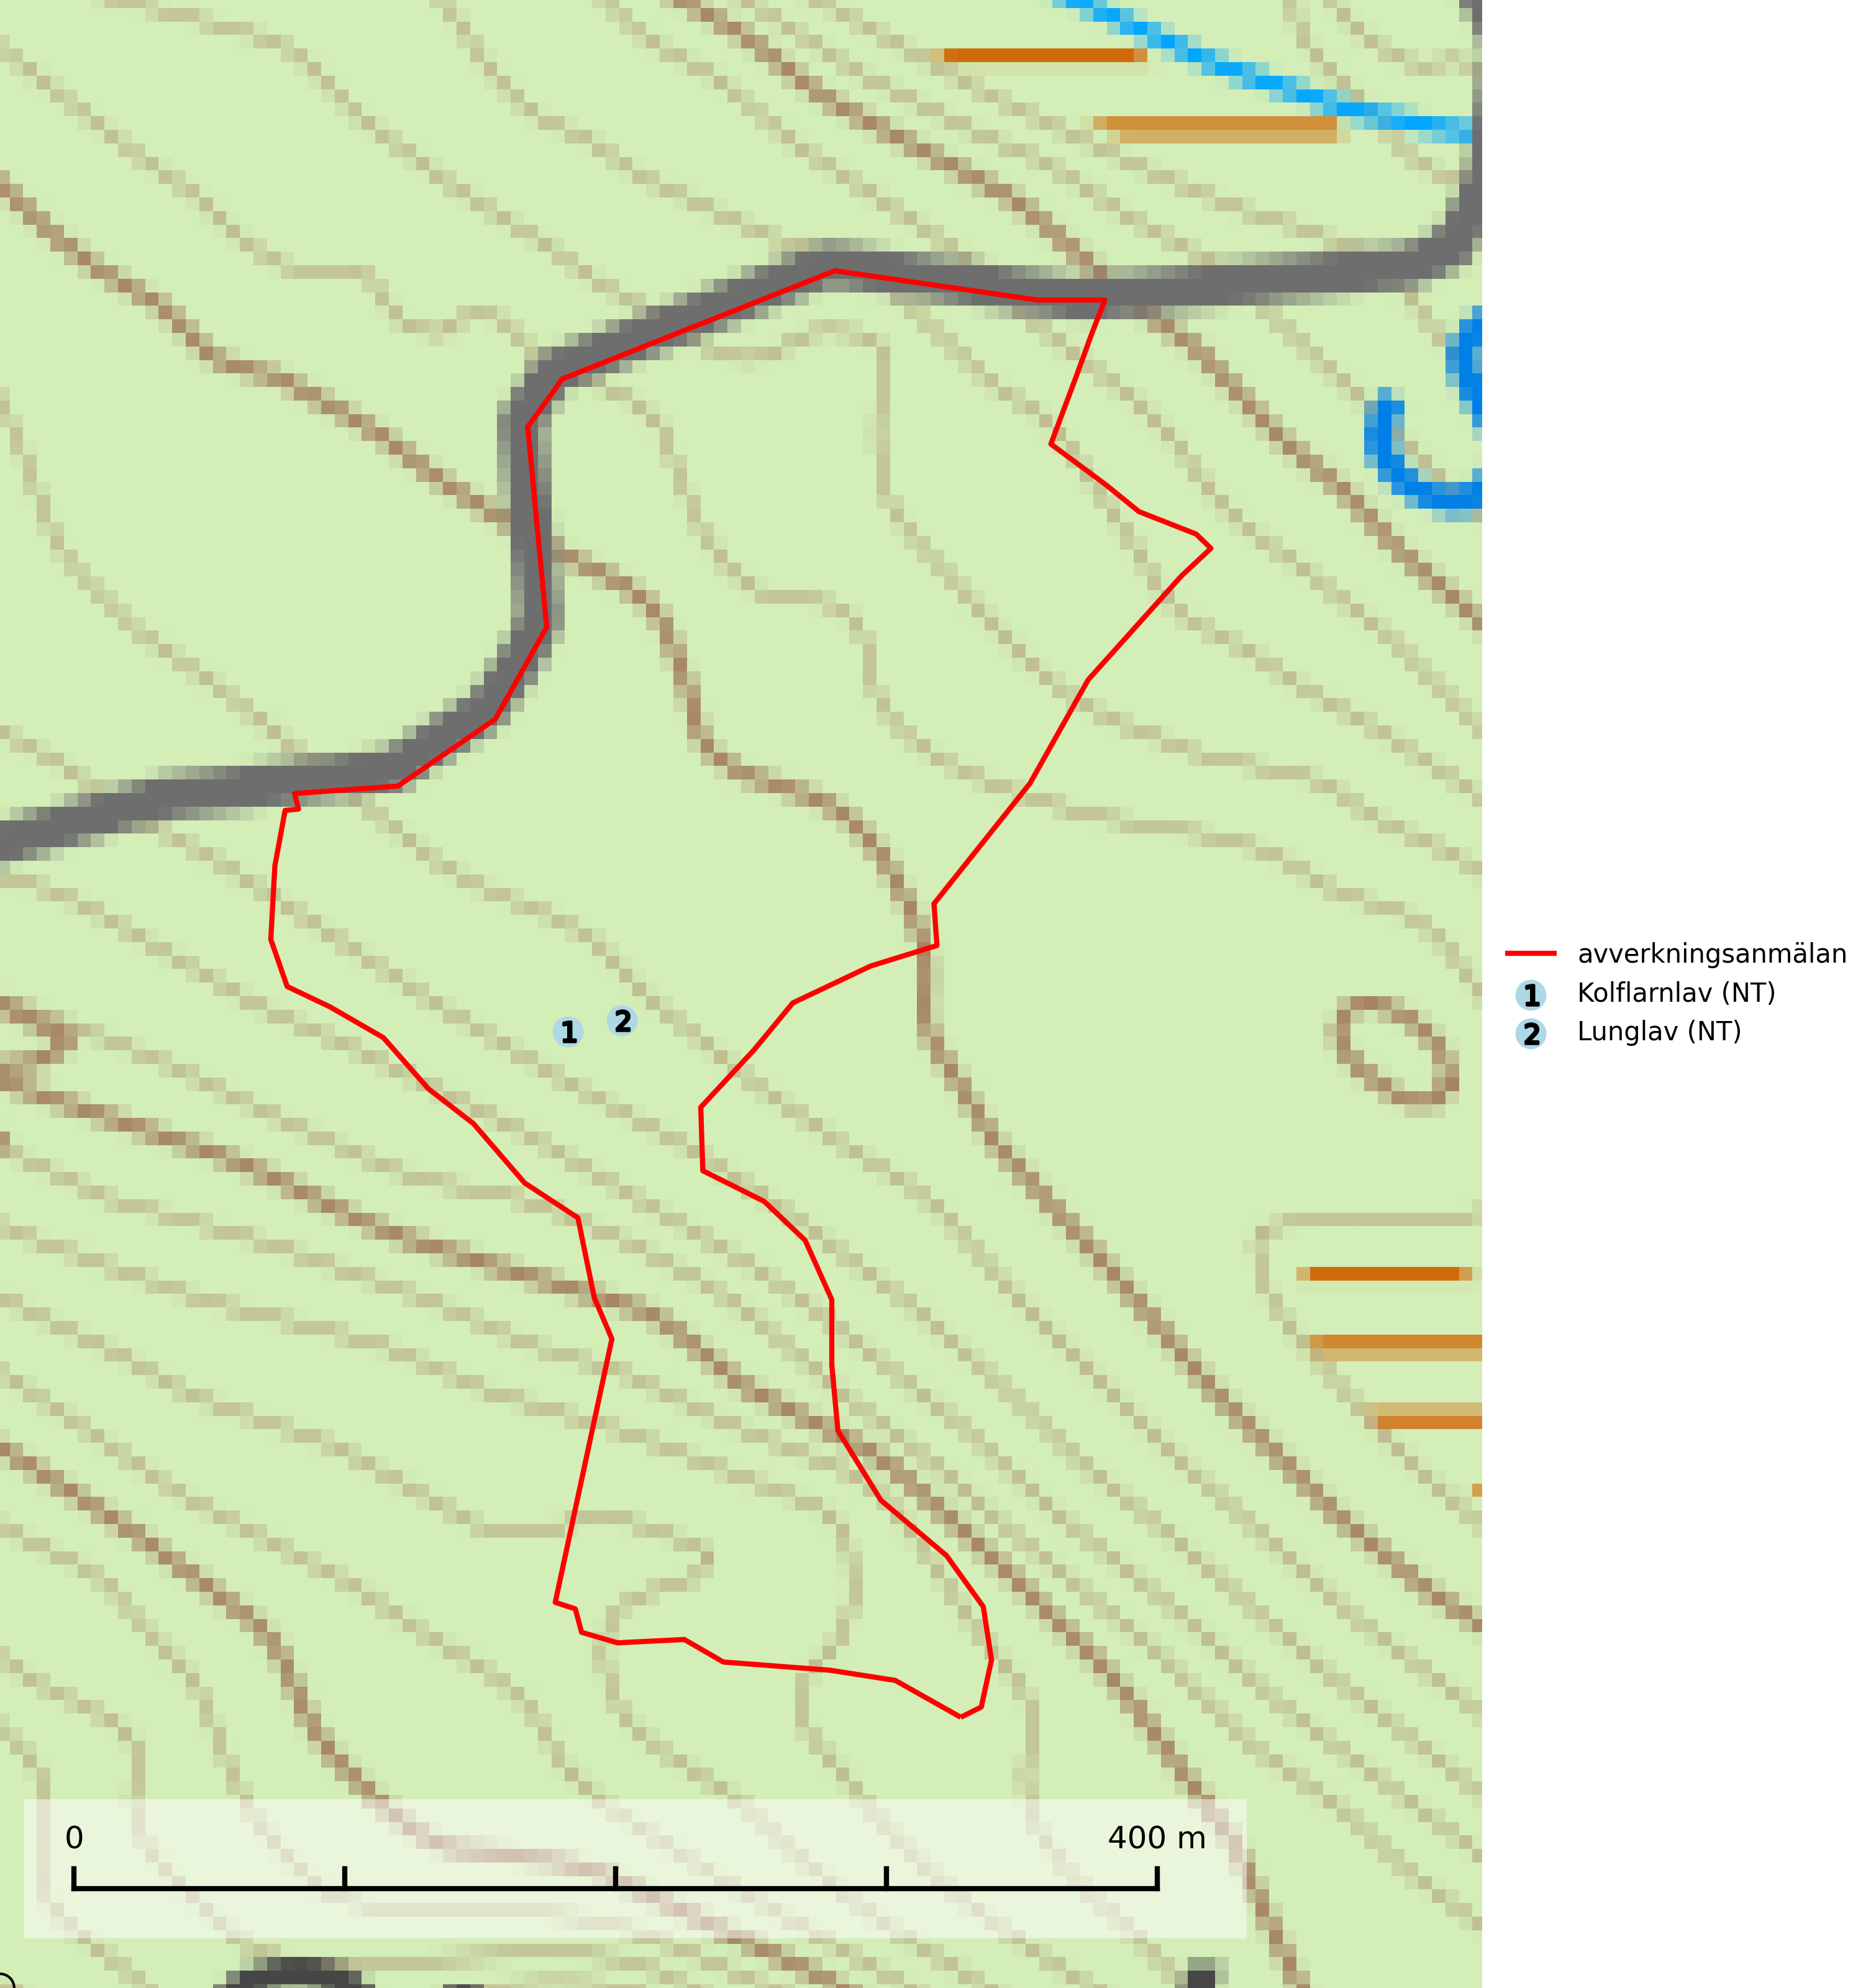 avverkningsanmälan
1 Kolflarnlav (NT)
2 Lunglav (NT)
1 2
0 400 m